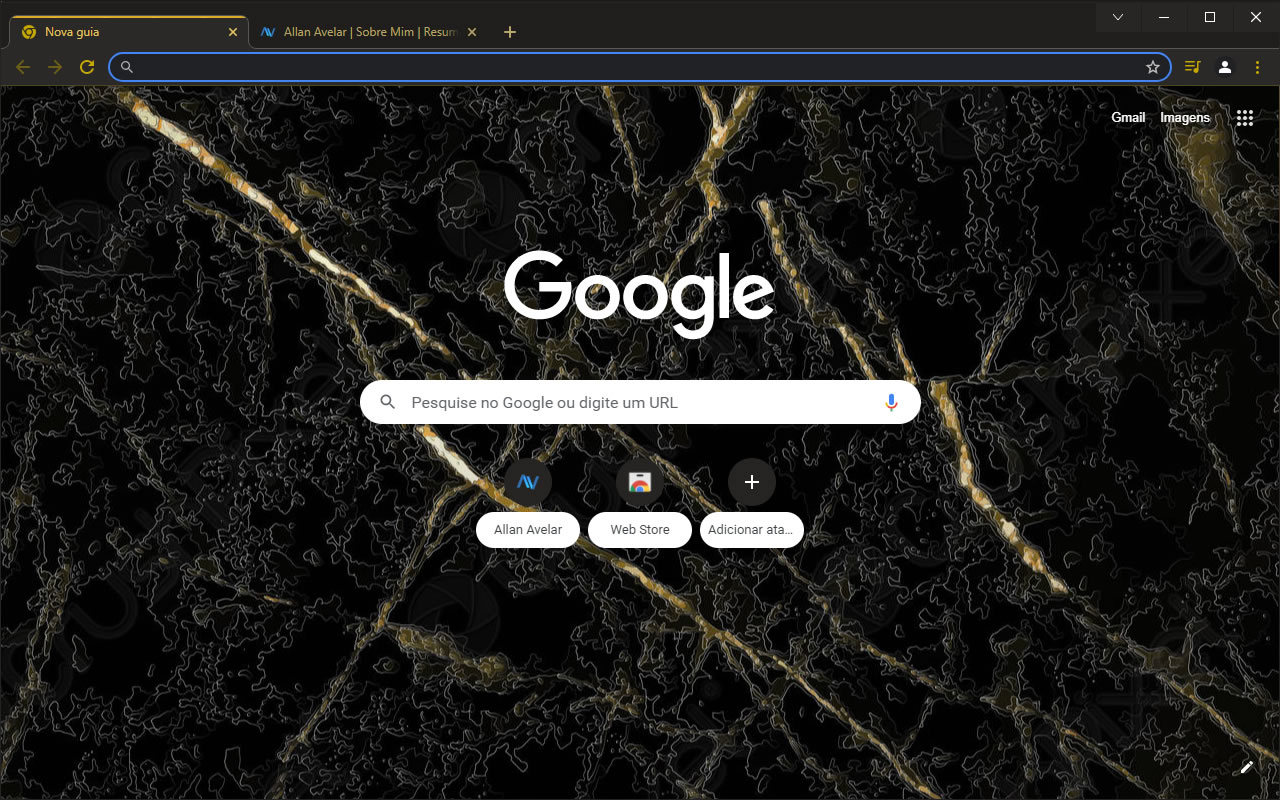 Nova guia
Allan Avelar | Sobre Mim | Resum
Gmail Imagens
Google
Pesquise no Google ou digite um URL
Allan Avelar
Web Store
Adicionar ata...